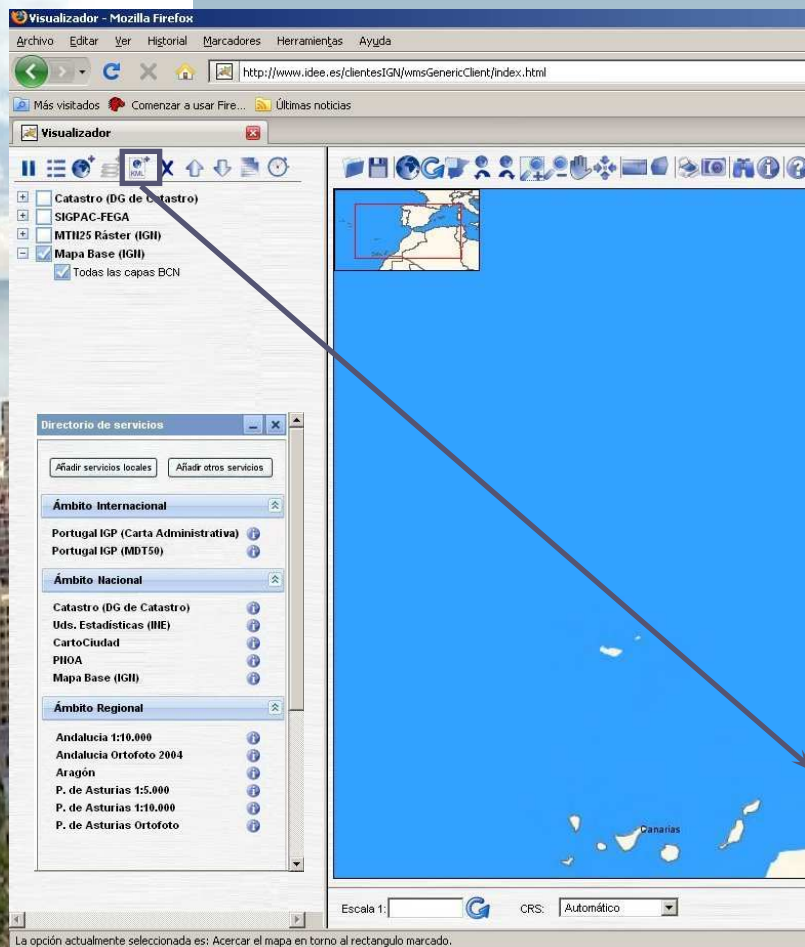 Visualizador - Mozilla Firefox
Archivo Editar Ver Historial Marcadores Herramientas Ayuda
http://www.idee.es/clientesIGN/wmsGenericClient/index.html
Más visitados Comenzar a usar Fire... Últimas noticias
Visualizador
KML
Catastro (DG de Catastro)
SIGPAC-FEGA
MTN25 Ráster (IGN)
Mapa Base (IGN)
Todas las capas BCN
Directorio de servicios
Añadir servicios locales Añadir otros servicios
Ámbito Internacional
Portugal IGP (Carta Administrativa)
Portugal IGP (MDT50)
Ámbito Nacional
Catastro (DG de Catastro)
Uds. Estadísticas (INE)
CartoCiudad
PNOA
Mapa Base (IGN)
Ámbito Regional
Andalucia 1:10.000
Andalucia Ortofoto 2004
Aragón
P. de Asturias 1:5.000
P. de Asturias 1:10.000
P. de Asturias Ortofoto
Canarias
Escala 1: CRS: Automático
La opción actualmente seleccionada es: Acercar el mapa en torno al rectangulo marcado.